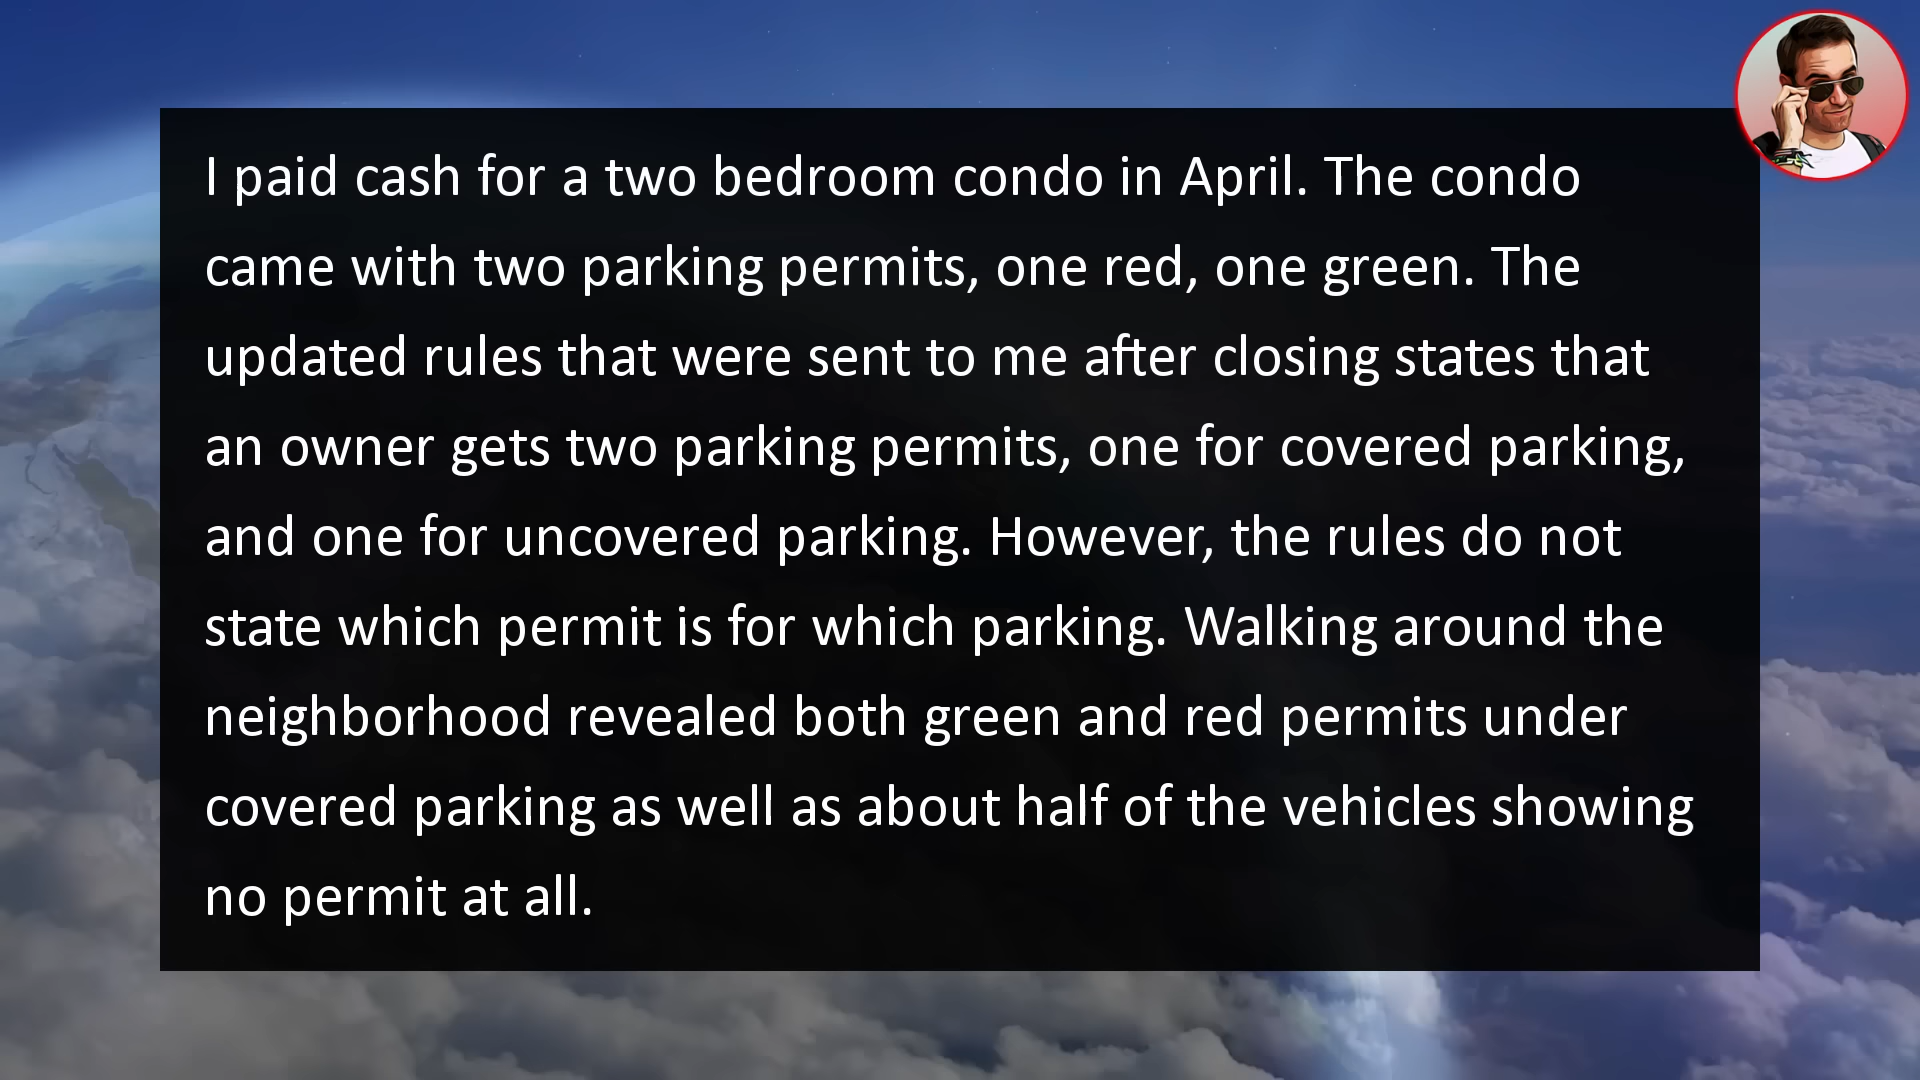 I paid cash for a two bedroom condo in April. The condo
came with two parking permits, one red, one green. The
updated rules that were sent to me after closing states that
an owner gets two parking permits, one for covered parking,
and one for uncovered parking. However, the rules do not
state which permit is for which parking. Walking around the
neighborhood revealed both green and red permits under
covered parking as well as about half of the vehicles showing
no permit at all.